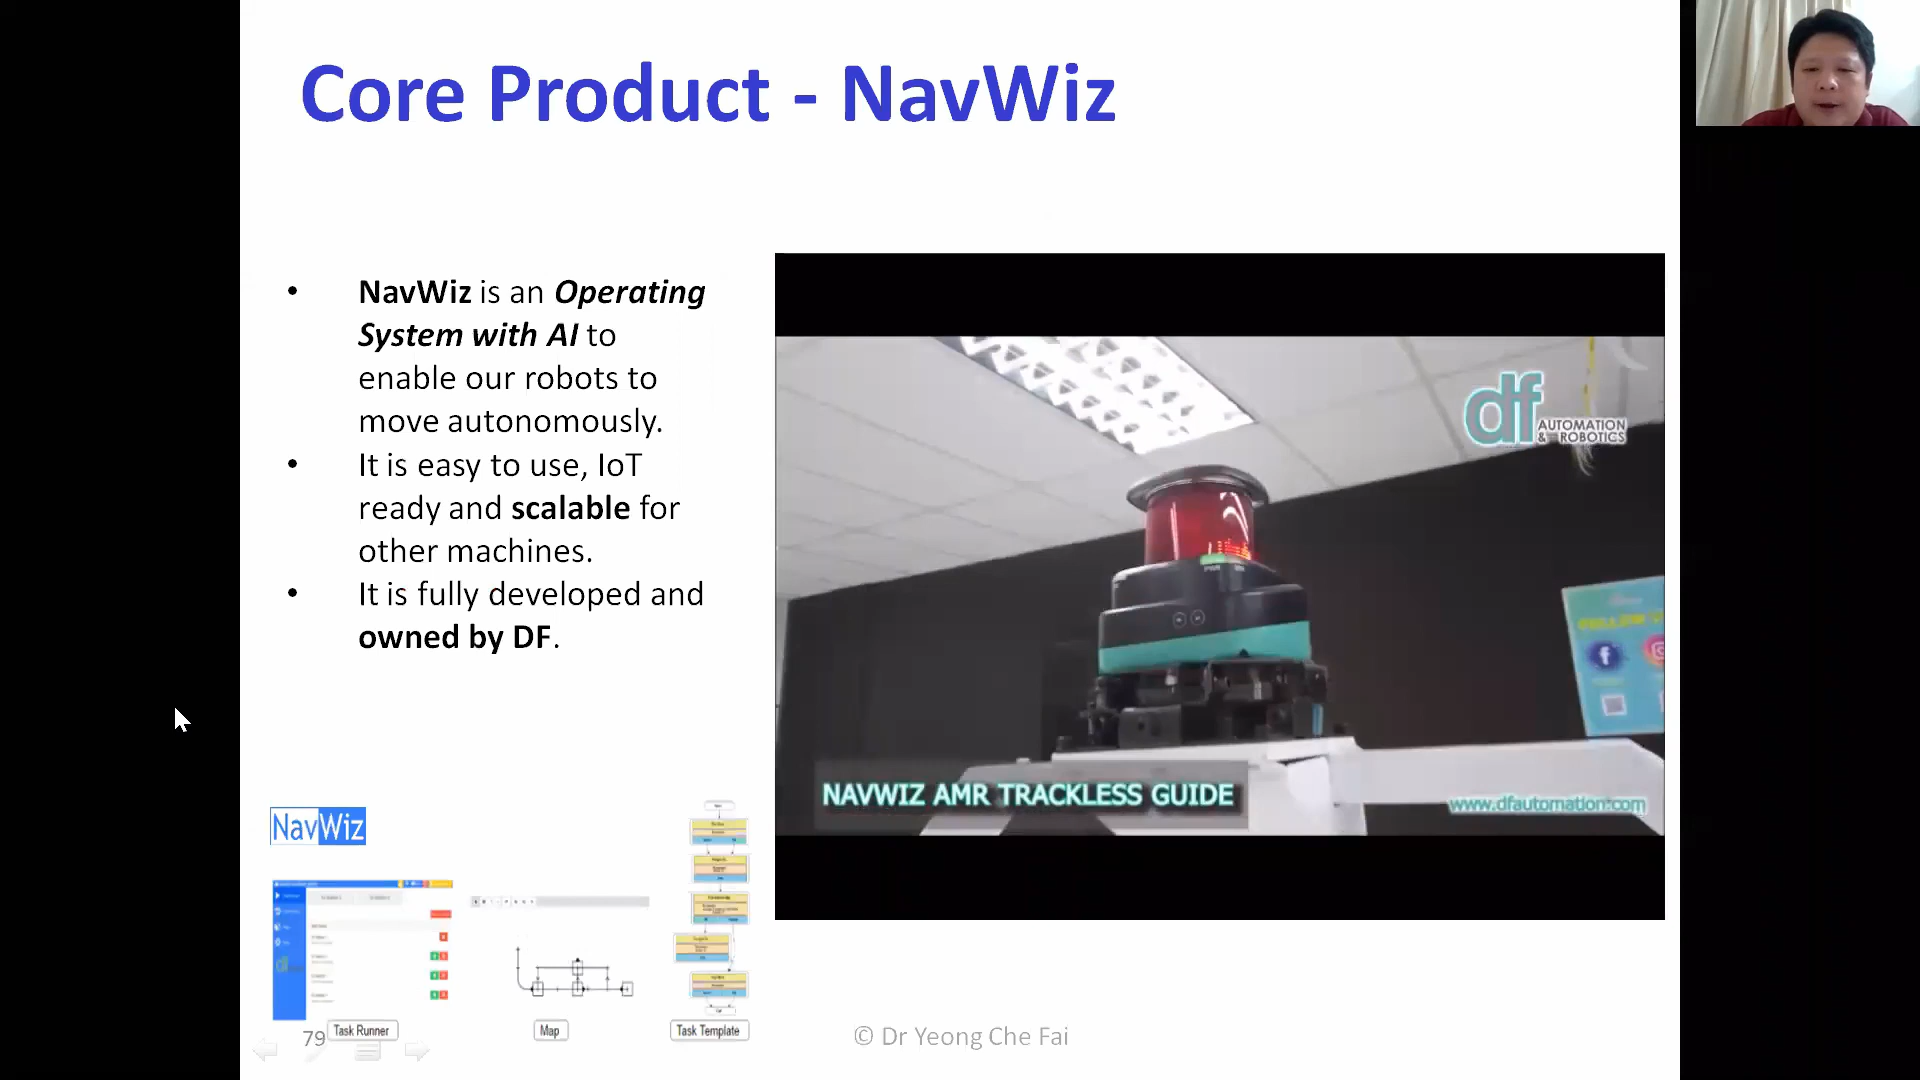 Core Product - NavWiz
• NavWiz is an Operating
System with AI to
enable our robots to
move autonomously.
• It is easy to use, IoT
ready and scalable for
other machines.
• It is fully developed and
owned by DF.
df AUTOMATION
& ROBOTICS
NAVWIZ AMR TRACKLESS GUIDE
www.dfautomation.com
NavWiz
Task Runner
Map
Task Template
79
© Dr Yeong Che Fai